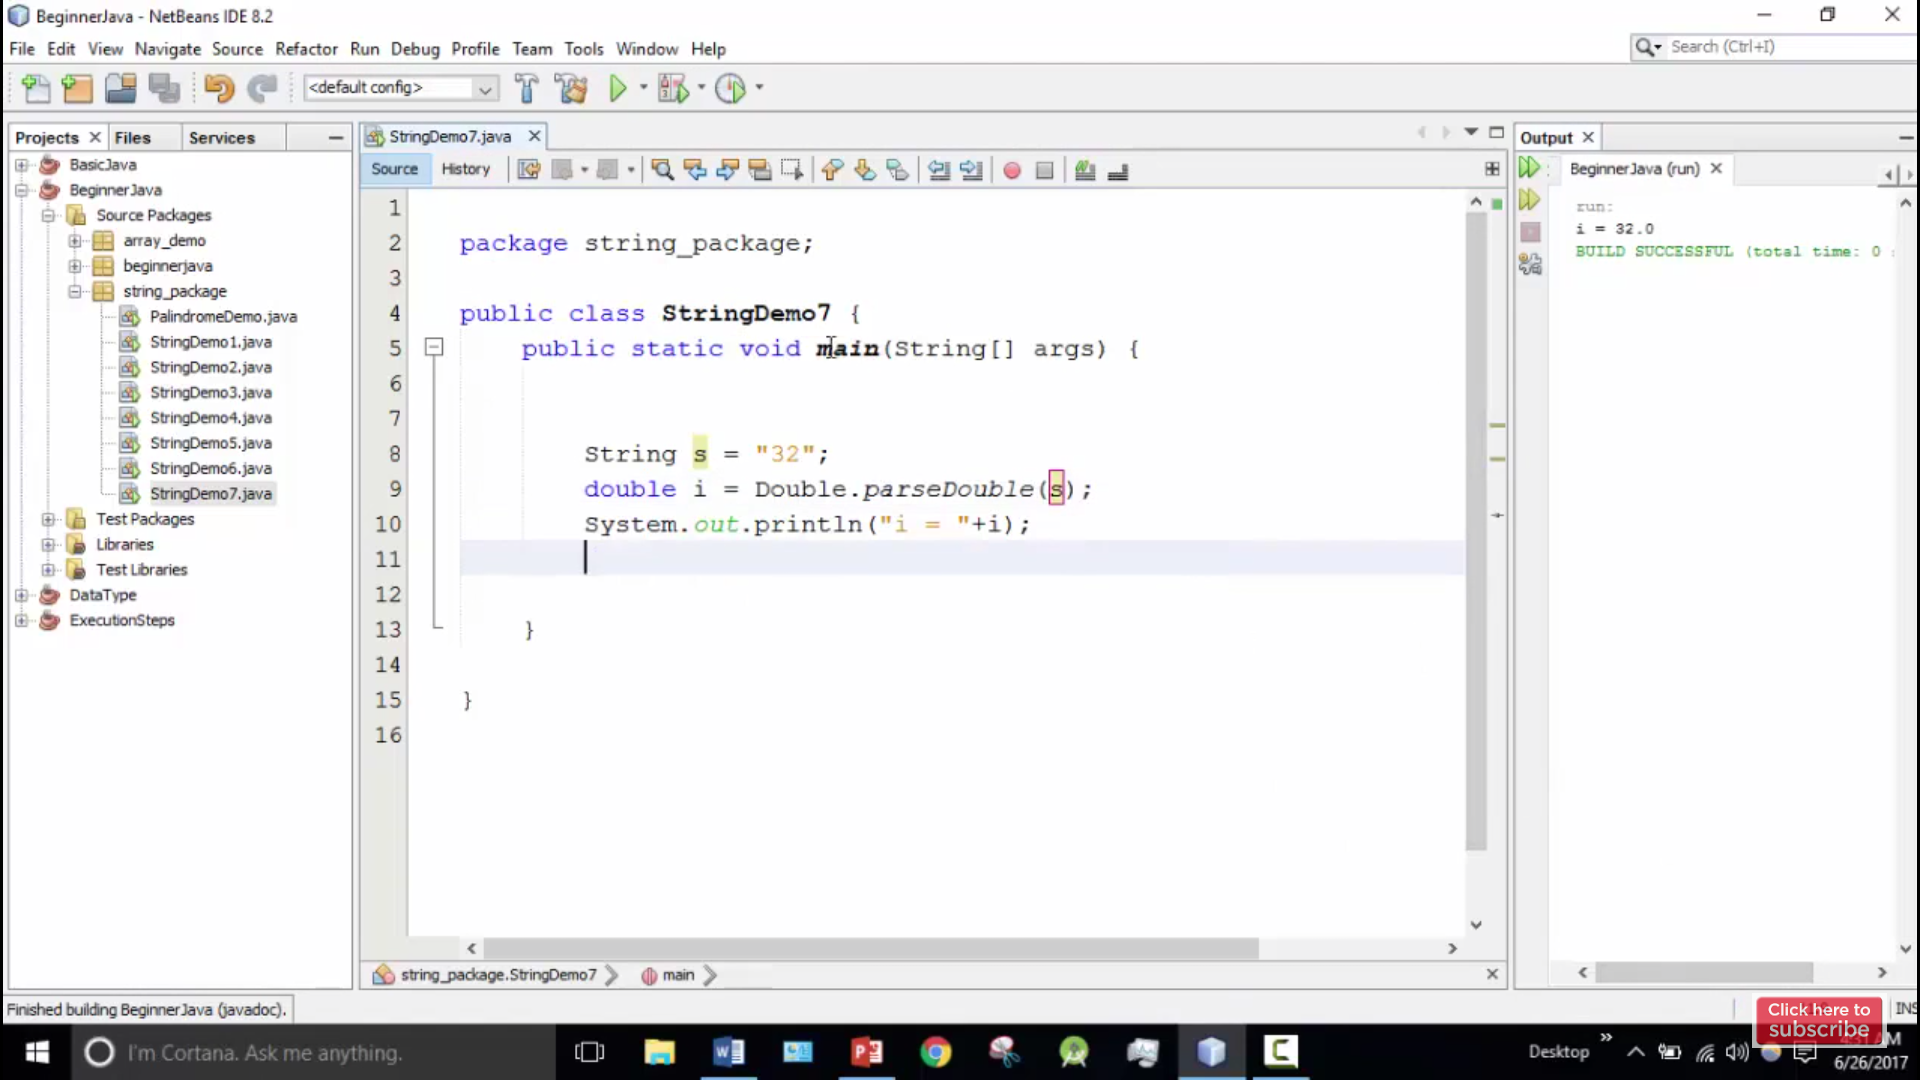 BeginnerJava - NetBeans IDE 8.2
File Edit View Navigate Source Refactor Run Debug Profile Team Tools Window Help
Search (Ctrl+I)
<default config>
Projects Files Services
StringDemo7.java
Output
Source History
BeginnerJava (run)
BasicJava
BeginnerJava
Source Packages
array_demo
beginnerjava
string_package
PalindromeDemo.java
StringDemo1.java
StringDemo2.java
StringDemo3.java
StringDemo4.java
StringDemo5.java
StringDemo6.java
StringDemo7.java
Test Packages
Libraries
Test Libraries
DataType
ExecutionSteps
1
2 package string_package;
3
4 public class StringDemo7 {
5 public static void main(String[] args) {
6
7
8 String s = "32";
9 double i = Double.parseDouble(s);
10 System.out.println("i = "+i);
11
12
13 }
14
15 }
16
run:
i = 32.0
BUILD SUCCESSFUL (total time: 0
string_package.StringDemo7 main
Finished building BeginnerJava (javadoc).
INS
Click here to
subscribe
I'm Cortana. Ask me anything.
Desktop
AM
6/26/2017